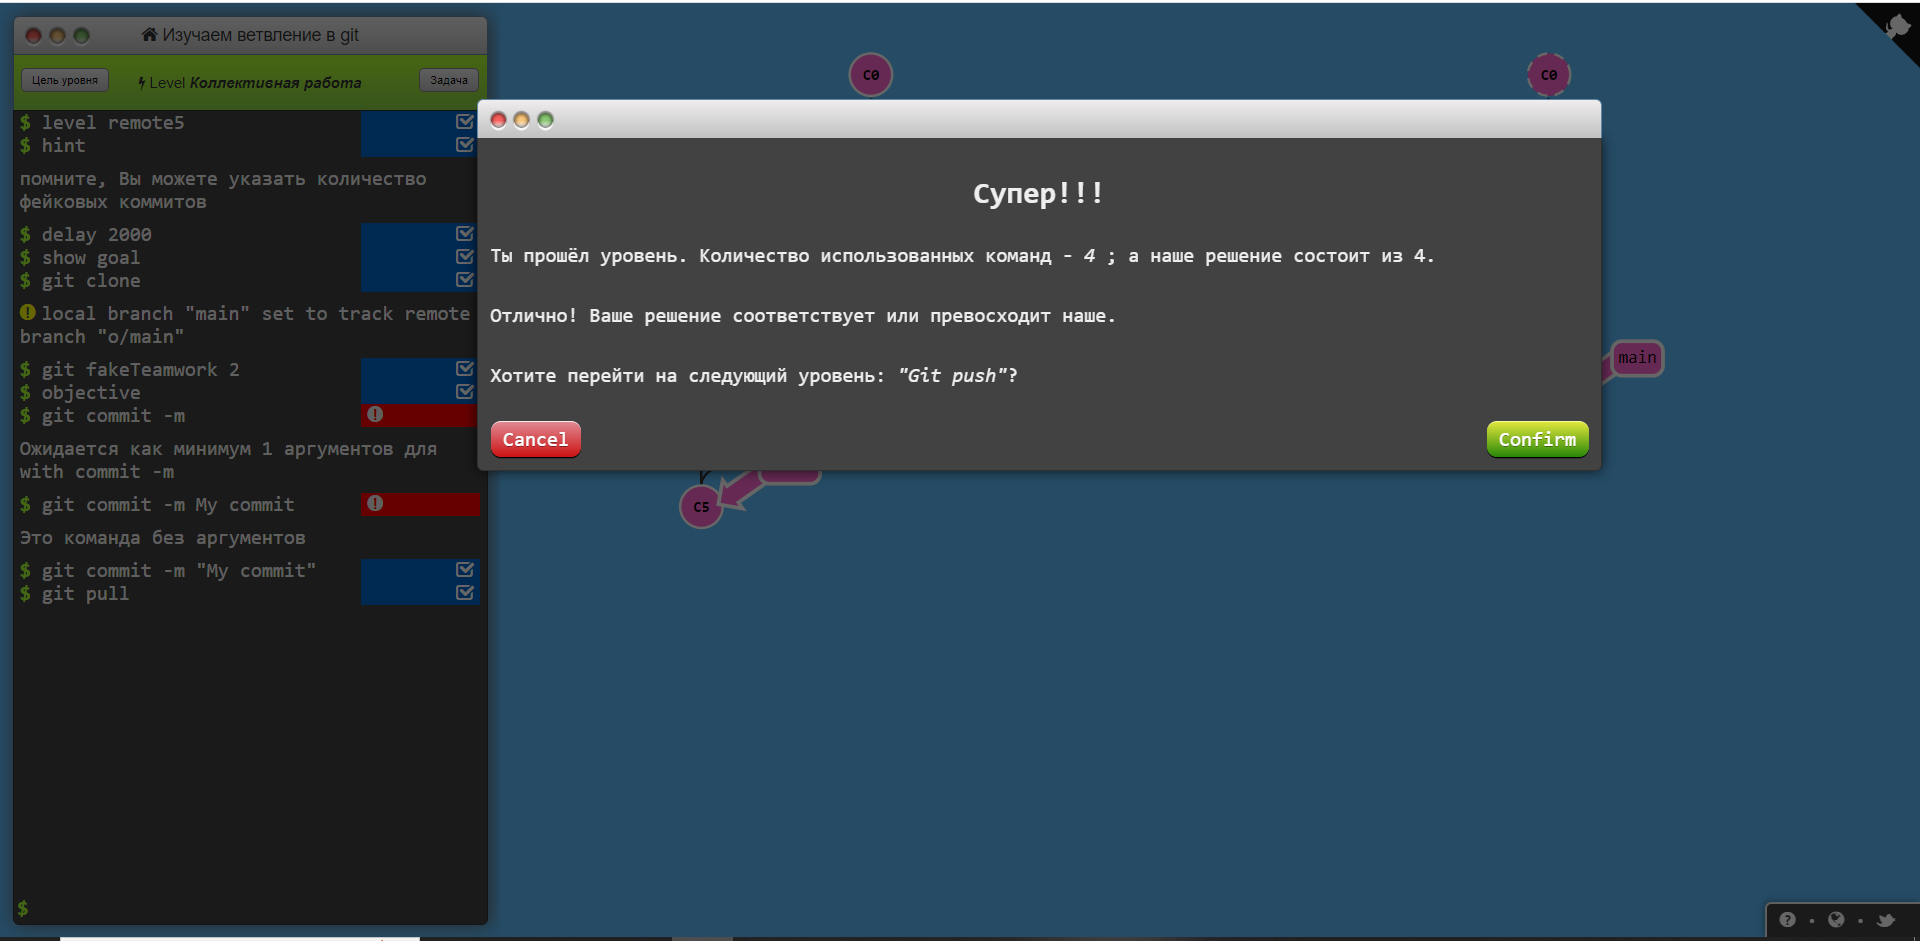 Изучаем ветвление в git
Цель уровня
Level Коллективная работа
Задача
$ level remote5
$ hint
помните, Вы можете указать количество
фейковых коммитов
$ delay 2000
$ show goal
$ git clone
local branch "main" set to track remote
branch "o/main"
$ git fakeTeamwork 2
$ objective
$ git commit -m
Ожидается как минимум 1 аргументов для
with commit -m
$ git commit -m My commit
Это команда без аргументов
$ git commit -m "My commit"
$ git pull
$
C0
C0
Супер!!!
Ты прошёл уровень. Количество использованных команд - 4 ; а наше решение состоит из 4.
Отлично! Ваше решение соответствует или превосходит наше.
Хотите перейти на следующий уровень: "Git push"?
Cancel
Confirm
main
C5